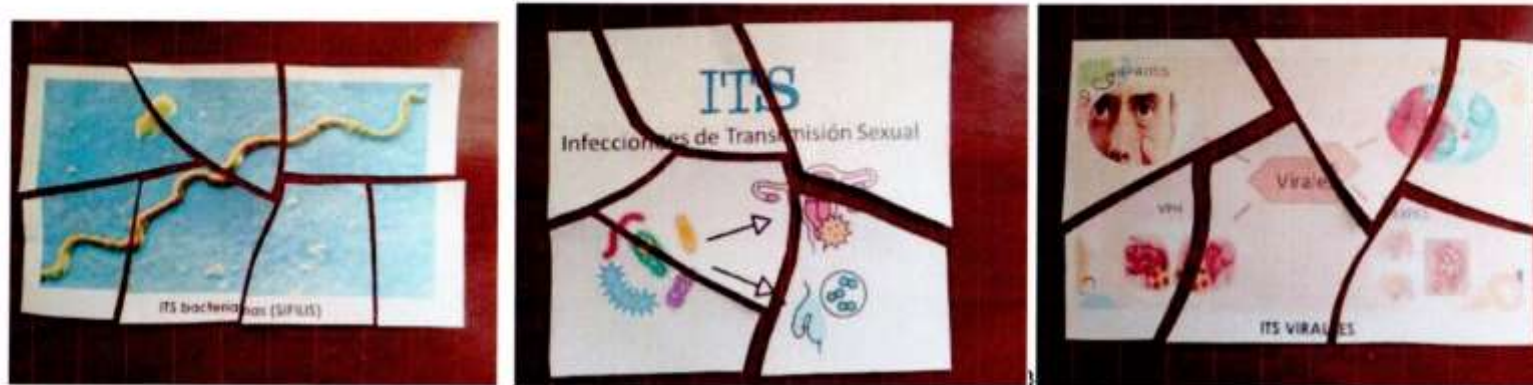 ITS bacterianas (SIFILIS)
ITS
Infecciones de Transmisión Sexual
Virales
VPH
ITS VIRALES